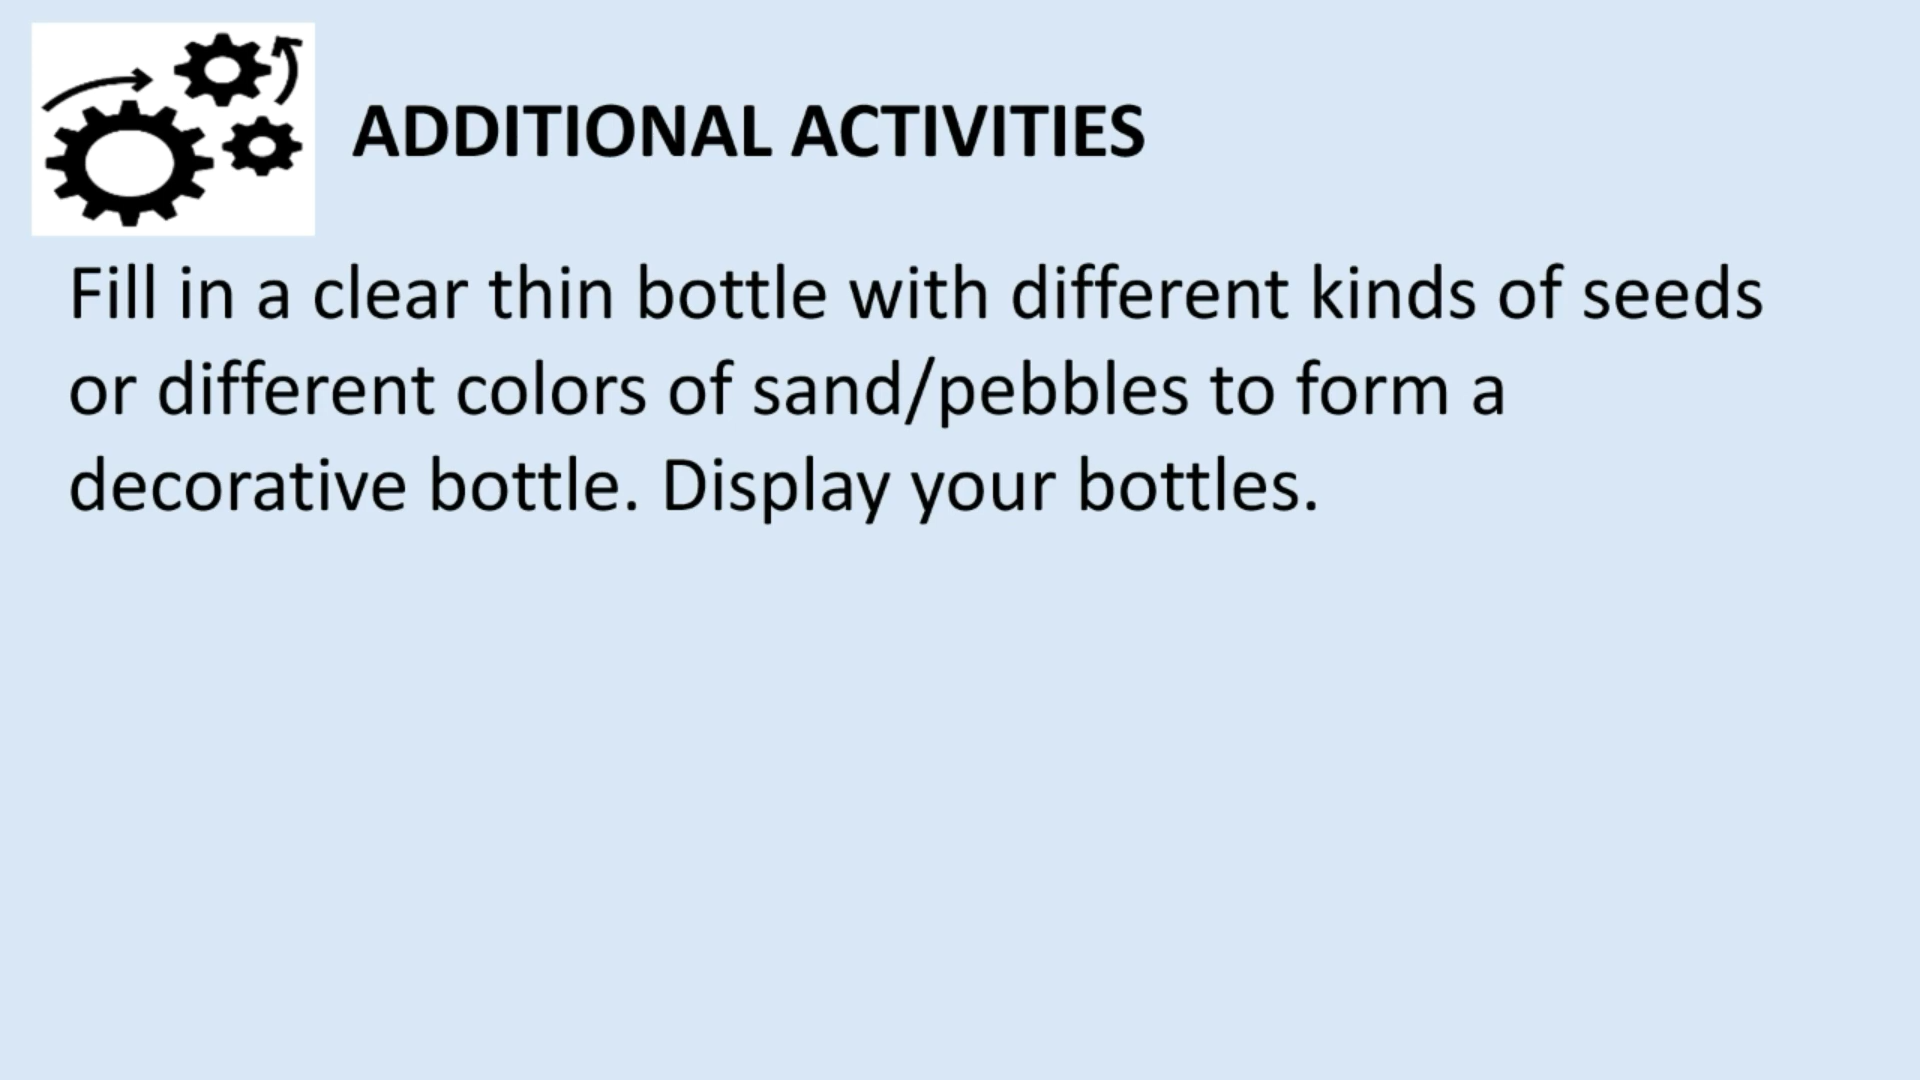 ADDITIONAL ACTIVITIES
Fill in a clear thin bottle with different kinds of seeds
or different colors of sand/pebbles to form a
decorative bottle. Display your bottles.